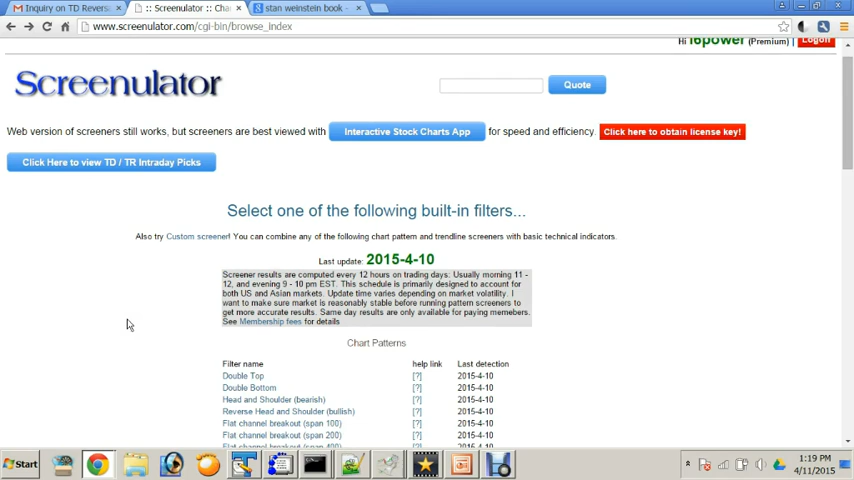 Inquiry on TD Revers
:: Screenulator :: Cha
stan weinstein book -
www.screenulator.com/cgi-bin/browse_index
Hi i6power (Premium) | Logoff
Screenulator
Quote
Web version of screeners still works, but screeners are best viewed with Interactive Stock Charts App for speed and efficiency. Click here to obtain license key!
Click Here to view TD / TR Intraday Picks
Select one of the following built-in filters...
Also try Custom screener! You can combine any of the following chart pattern and trendline screeners with basic technical indicators.
Last update: 2015-4-10
Screener results are computed every 12 hours on trading days: Usually morning 11 -
12, and evening 9 - 10 pm EST. This schedule is primarily designed to account for
both US and Asian markets. Update time varies depending on market volatility. I
want to make sure market is reasonably stable before running pattern screeners to
get more accurate results. Same day results are only available for paying memebers.
See Membership fees for details
Chart Patterns
Filter name help link Last detection
Double Top [?] 2015-4-10
Double Bottom [?] 2015-4-10
Head and Shoulder (bearish) [?] 2015-4-10
Reverse Head and Shoulder (bullish) [?] 2015-4-10
Flat channel breakout (span 100) [?] 2015-4-10
Flat channel breakout (span 200) [?] 2015-4-10
Flat channel breakout (span 400) [?] 2015-4-10
Start
1:19 PM
4/11/2015